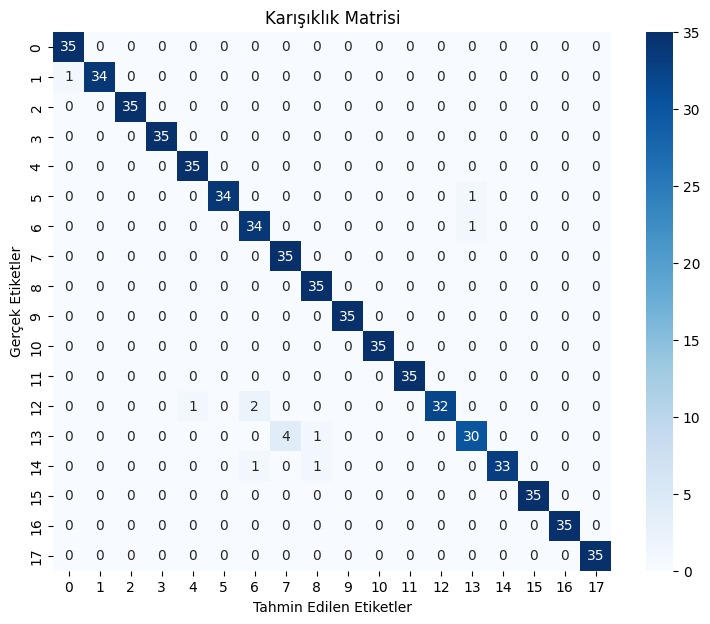 Karışıklık Matrisi
0 35 0 0 0 0 0 0 0 0 0 0 0 0 0 0 0 0 0
1 1 34 0 0 0 0 0 0 0 0 0 0 0 0 0 0 0 0
2 0 0 35 0 0 0 0 0 0 0 0 0 0 0 0 0 0 0
3 0 0 0 35 0 0 0 0 0 0 0 0 0 0 0 0 0 0
4 0 0 0 0 35 0 0 0 0 0 0 0 0 0 0 0 0 0
5 0 0 0 0 0 34 0 0 0 0 0 0 0 1 0 0 0 0
6 0 0 0 0 0 0 34 0 0 0 0 0 0 1 0 0 0 0
7 0 0 0 0 0 0 0 35 0 0 0 0 0 0 0 0 0 0
8 0 0 0 0 0 0 0 0 35 0 0 0 0 0 0 0 0 0
9 0 0 0 0 0 0 0 0 0 35 0 0 0 0 0 0 0 0
10 0 0 0 0 0 0 0 0 0 0 35 0 0 0 0 0 0 0
11 0 0 0 0 0 0 0 0 0 0 0 35 0 0 0 0 0 0
12 0 0 0 0 1 0 2 0 0 0 0 0 32 0 0 0 0 0
13 0 0 0 0 0 0 0 4 1 0 0 0 0 30 0 0 0 0
14 0 0 0 0 0 0 1 0 1 0 0 0 0 0 33 0 0 0
15 0 0 0 0 0 0 0 0 0 0 0 0 0 0 0 35 0 0
16 0 0 0 0 0 0 0 0 0 0 0 0 0 0 0 0 35 0
17 0 0 0 0 0 0 0 0 0 0 0 0 0 0 0 0 0 35
0 1 2 3 4 5 6 7 8 9 10 11 12 13 14 15 16 17
Gerçek Etiketler
Tahmin Edilen Etiketler
35
30
25
20
15
10
5
0